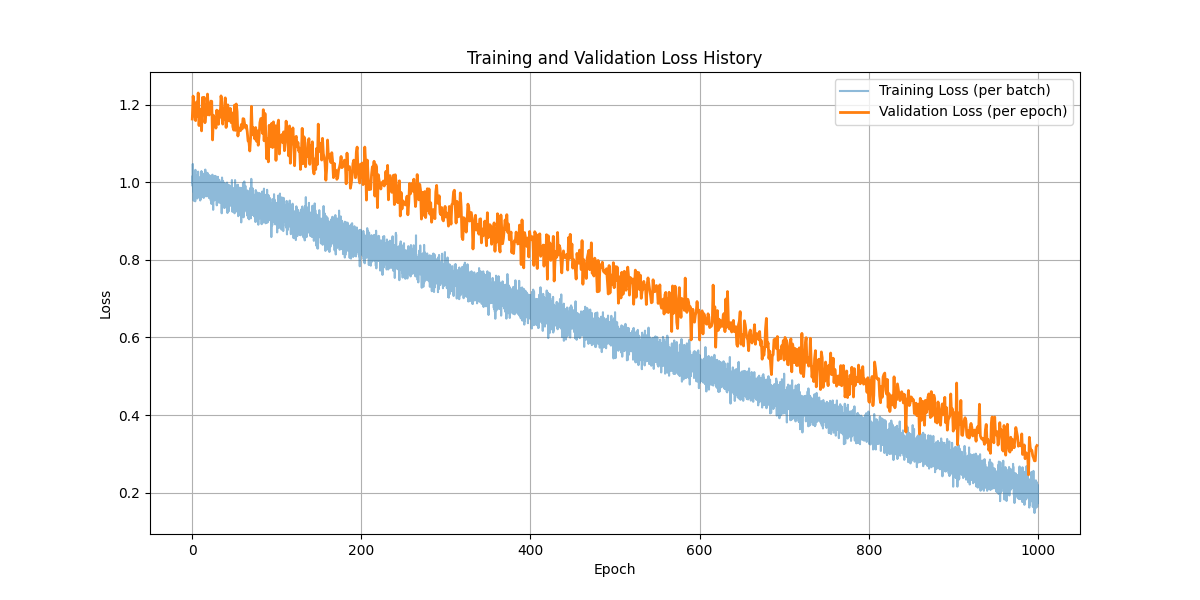 Training and Validation Loss History
Training Loss (per batch)
Validation Loss (per epoch)
Loss
1.2
1.0
0.8
0.6
0.4
0.2
0 200 400 600 800 1000
Epoch